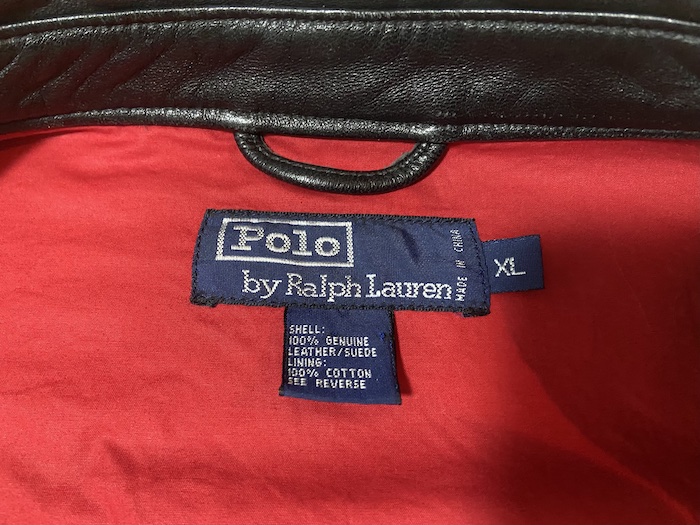 Polo
by Ralph Lauren
MADE IN CHINA
XL
SHELL:
100% GENUINE
LEATHER/SUEDE
LINING:
100% COTTON
SEE REVERSE